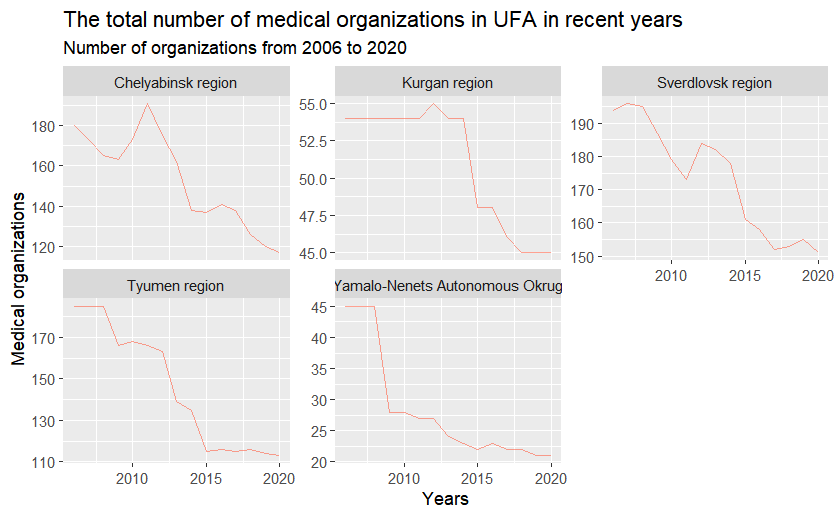 The total number of medical organizations in UFA in recent years
Number of organizations from 2006 to 2020
Chelyabinsk region
Kurgan region
Sverdlovsk region
180
160
140
120
55.0
52.5
50.0
47.5
45.0
190
180
170
160
150
2010 2015 2020
Medical organizations
Tyumen region
Yamalo-Nenets Autonomous Okrug
170
150
130
110
45
40
35
30
25
20
2010 2015 2020
2010 2015 2020
Years